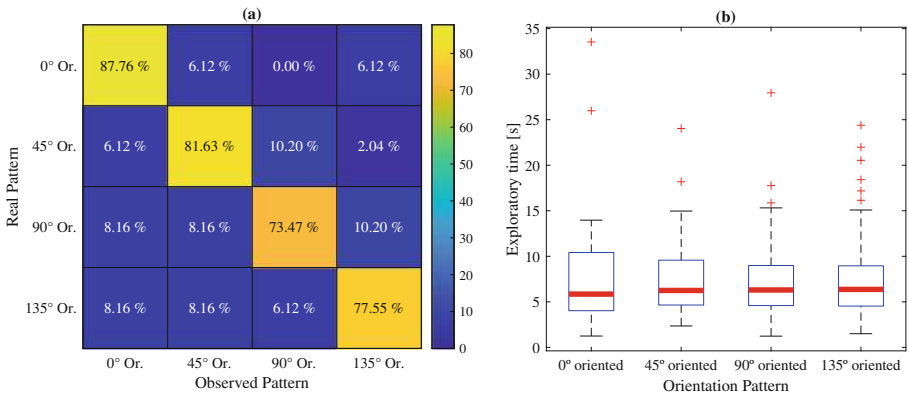 (a)
Real Pattern
0° Or. 87.76 % 6.12 % 0.00 % 6.12 %
45° Or. 6.12 % 81.63 % 10.20 % 2.04 %
90° Or. 8.16 % 8.16 % 73.47 % 10.20 %
135° Or. 8.16 % 8.16 % 6.12 % 77.55 %
0° Or. 45° Or. 90° Or. 135° Or.
Observed Pattern
80
70
60
50
40
30
20
10
0
(b)
Exploratory time [s]
35
30
25
20
15
10
5
0
0° oriented 45° oriented 90° oriented 135° oriented
Orientation Pattern